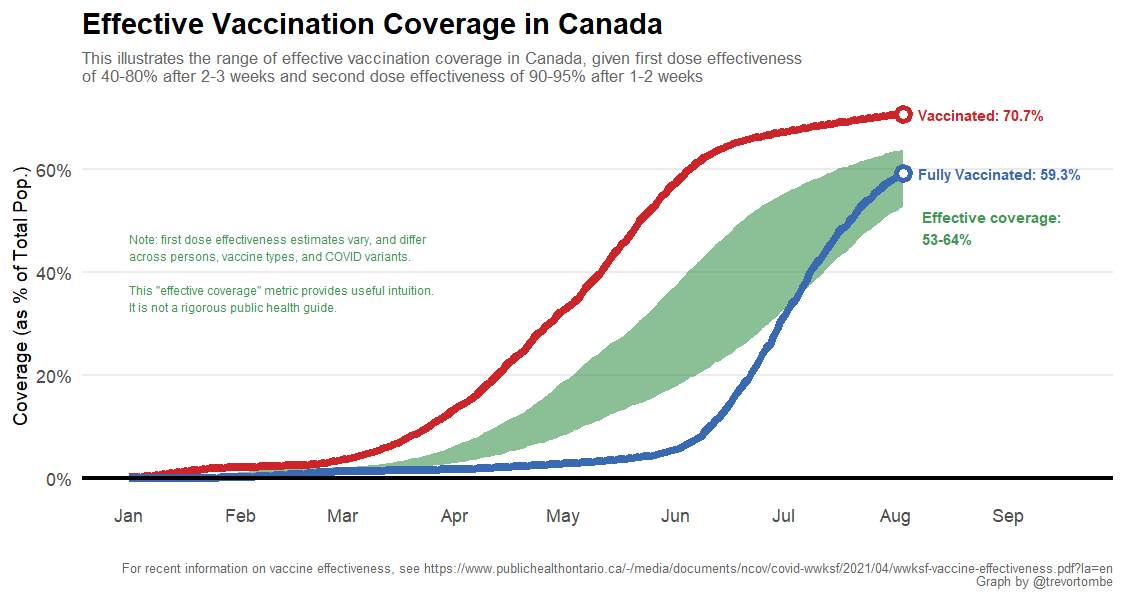 Effective Vaccination Coverage in Canada
This illustrates the range of effective vaccination coverage in Canada, given first dose effectiveness
of 40-80% after 2-3 weeks and second dose effectiveness of 90-95% after 1-2 weeks
Coverage (as % of Total Pop.)
60%
40%
20%
0%
Vaccinated: 70.7%
Fully Vaccinated: 59.3%
Effective coverage:
53-64%
Note: first dose effectiveness estimates vary, and differ
across persons, vaccine types, and COVID variants.
This "effective coverage" metric provides useful intuition.
It is not a rigorous public health guide.
Jan Feb Mar Apr May Jun Jul Aug Sep
For recent information on vaccine effectiveness, see https://www.publichealthontario.ca/-/media/documents/ncov/covid-wwksf/2021/04/wwksf-vaccine-effectiveness.pdf?la=en
Graph by @trevortombe